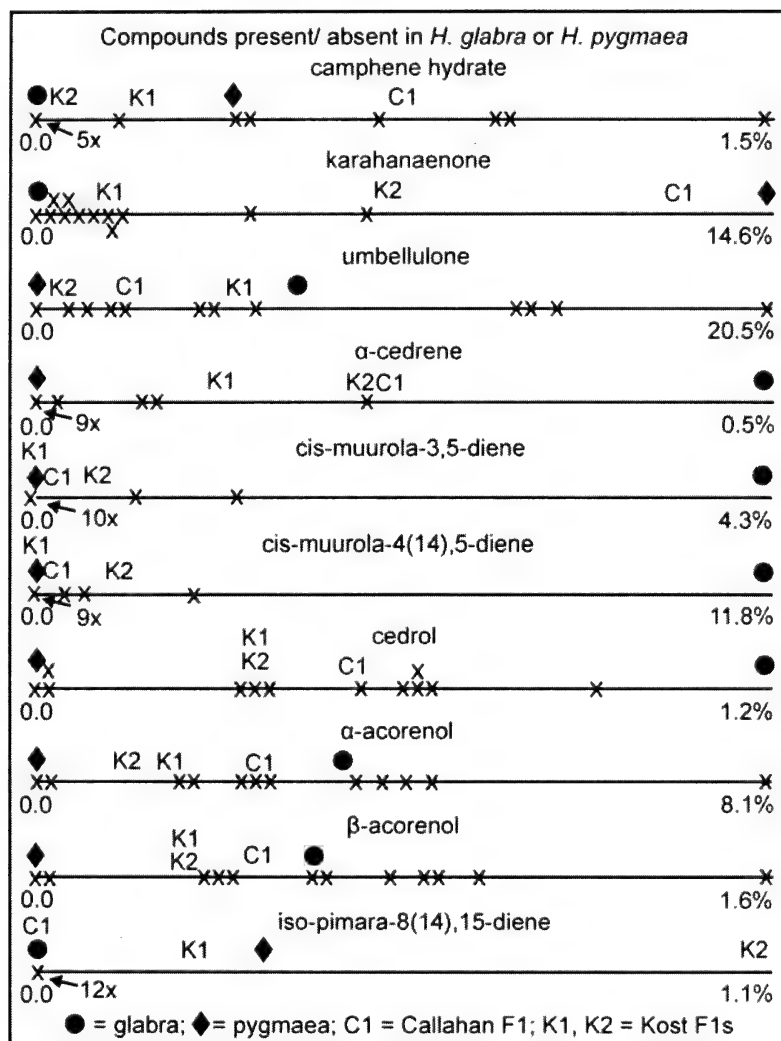 Compounds present/ absent in H. glabra or H. pygmaea
camphene hydrate
K2 K1 C1
0.0 5x 1.5%
karahanaenone
K1 K2 C1
0.0 14.6%
umbellulone
K2 C1 K1
0.0 20.5%
α-cedrene
K1 K2 C1
0.0 9x 0.5%
K1 cis-muurola-3,5-diene
C1 K2
0.0 10x 4.3%
K1 cis-muurola-4(14),5-diene
C1 K2
0.0 9x 11.8%
K1 cedrol
K2 C1
0.0 1.2%
α-acorenol
K2 K1 C1
0.0 8.1%
β-acorenol
K1
K2 C1
0.0 1.6%
C1 iso-pimara-8(14),15-diene
K1 K2
0.0 12x 1.1%
● = glabra; ◆ = pygmaea; C1 = Callahan F1; K1, K2 = Kost F1s